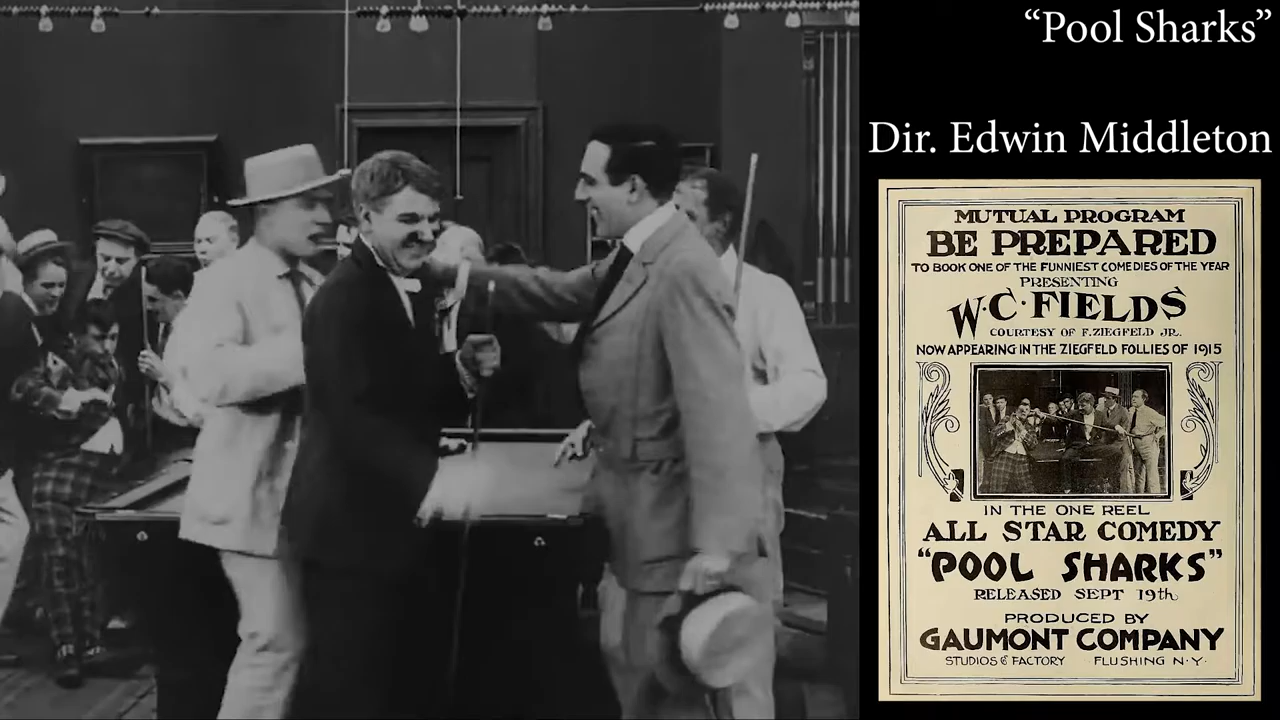 “Pool Sharks”
Dir. Edwin Middleton
MUTUAL PROGRAM
BE PREPARED
TO BOOK ONE OF THE FUNNIEST COMEDIES OF THE YEAR
PRESENTING
W.C. FIELDS
COURTESY OF F. ZIEGFELD JR.
NOW APPEARING IN THE ZIEGFELD FOLLIES OF 1915
IN THE ONE REEL
ALL STAR COMEDY
“POOL SHARKS”
RELEASED SEPT 19th
PRODUCED BY
GAUMONT COMPANY
STUDIOS & FACTORY FLUSHING N.Y.